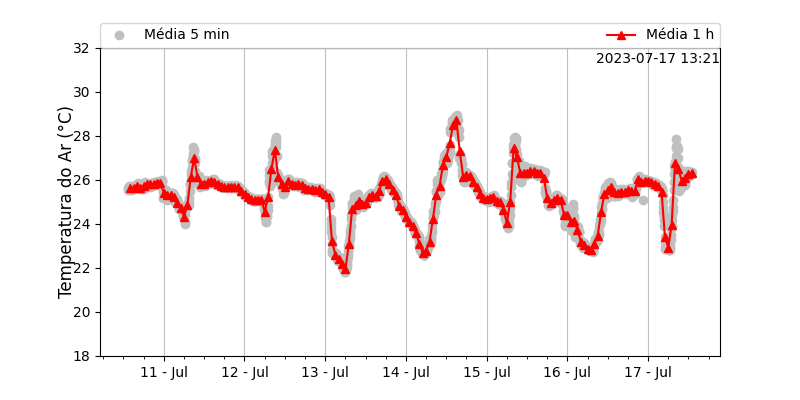 Média 5 min
Média 1 h
2023-07-17 13:21
Temperatura do Ar (°C)
32
30
28
26
24
22
20
18
11 - Jul
12 - Jul
13 - Jul
14 - Jul
15 - Jul
16 - Jul
17 - Jul